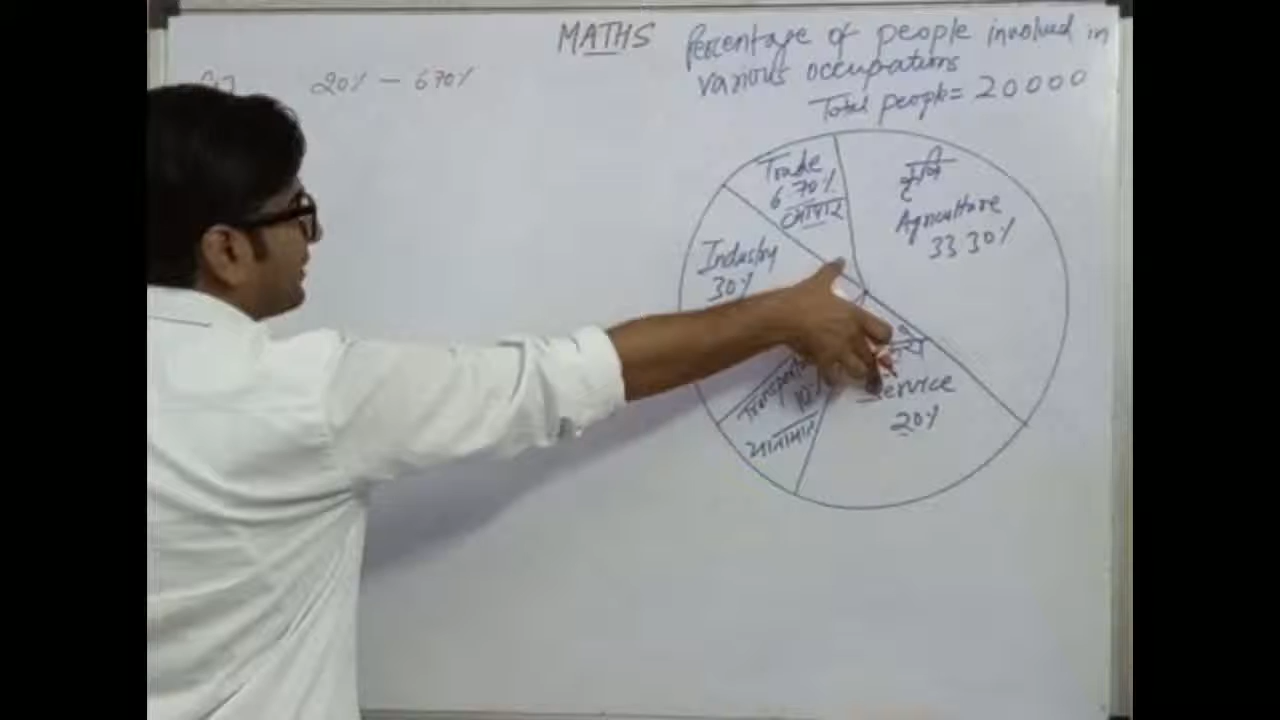 MATHS
Percentage of people involved in
various occupations
Total people = 20000
20% - 6 70%
Trade
6.70%
व्यापार
कृषि
Agriculture
33.30%
Industry
30%
Service
20%
10%
यातायात